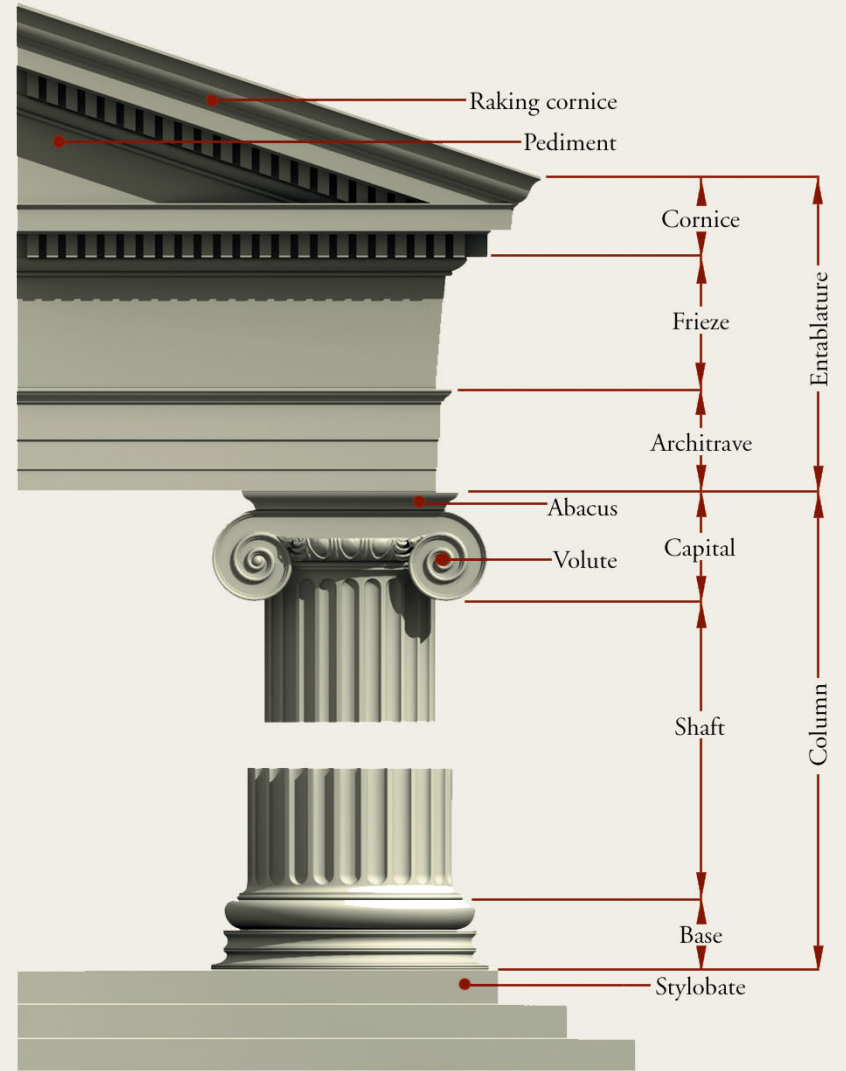 Raking cornice
Pediment
Cornice
Frieze
Entablature
Architrave
Abacus
Capital
Volute
Shaft
Column
Base
Stylobate